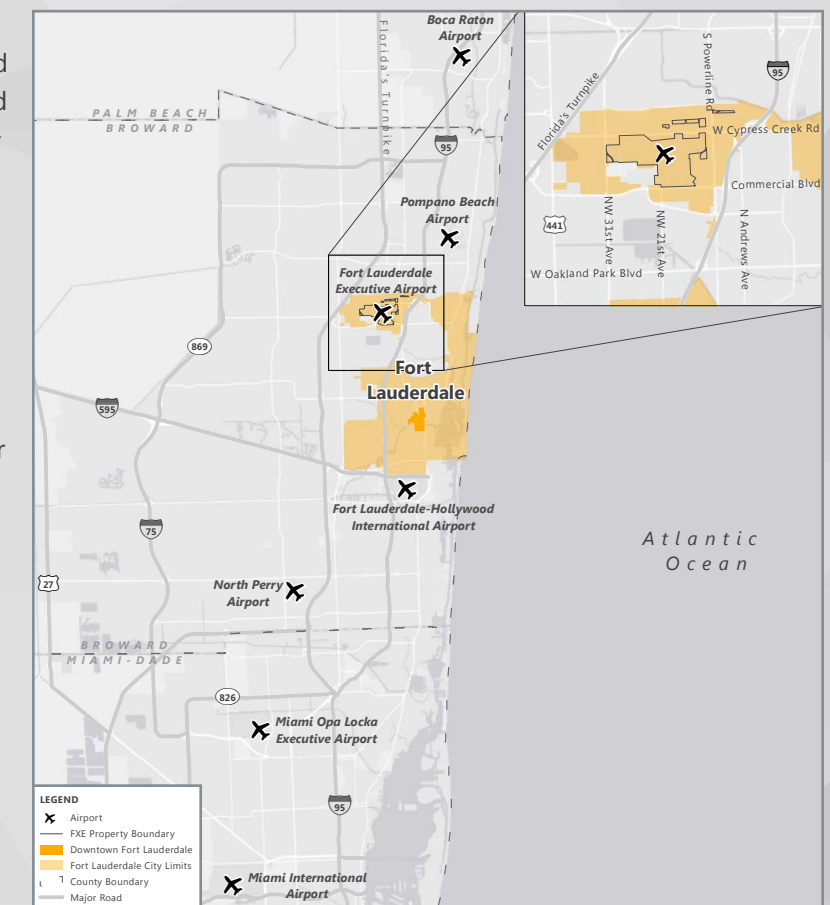 Boca Raton
Airport
Florida's Turnpike
PALM BEACH
BROWARD
95
Pompano Beach
Airport
Fort Lauderdale
Executive Airport
869
Fort
Lauderdale
595
Fort Lauderdale-Hollywood
International Airport
75
27
North Perry
Airport
BROWARD
MIAMI-DADE
826
Miami Opa Locka
Executive Airport
95
Miami International
Airport
Atlantic
Ocean
S Powerline Rd
95
Florida's Turnpike
W Cypress Creek Rd
Commercial Blvd
441
NW 31st Ave
NW 21st Ave
N Andrews Ave
W Oakland Park Blvd
LEGEND
Airport
FXE Property Boundary
Downtown Fort Lauderdale
Fort Lauderdale City Limits
County Boundary
Major Road